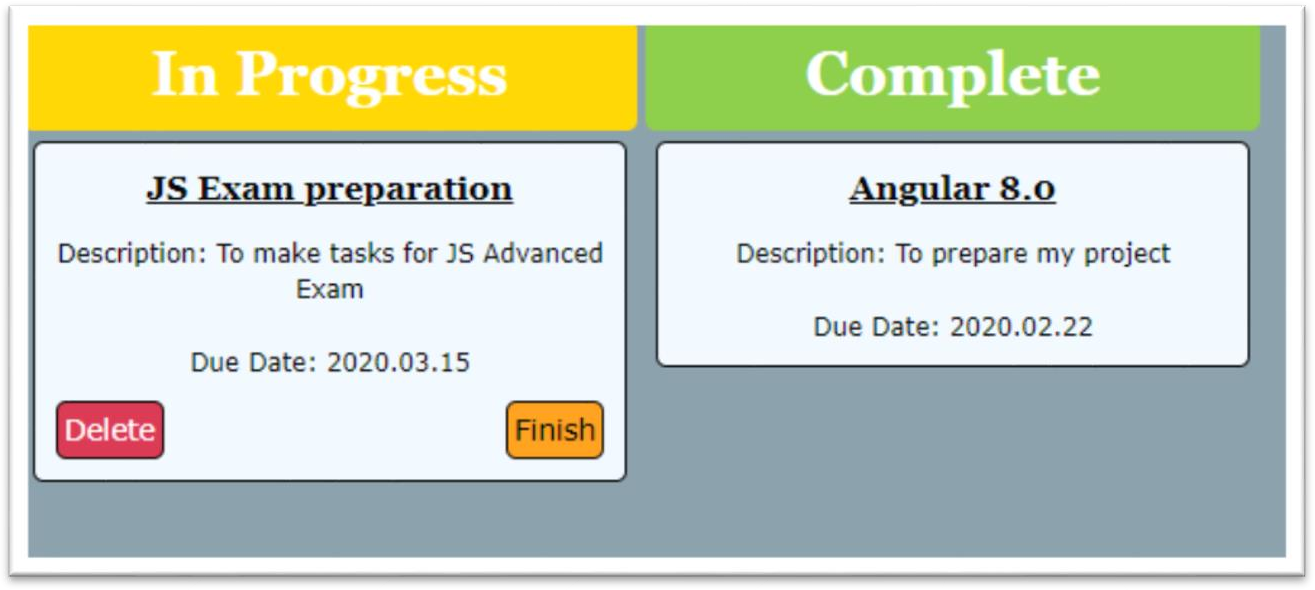 In Progress
JS Exam preparation
Description: To make tasks for JS Advanced
Exam
Due Date: 2020.03.15
Delete
Finish
Complete
Angular 8.0
Description: To prepare my project
Due Date: 2020.02.22